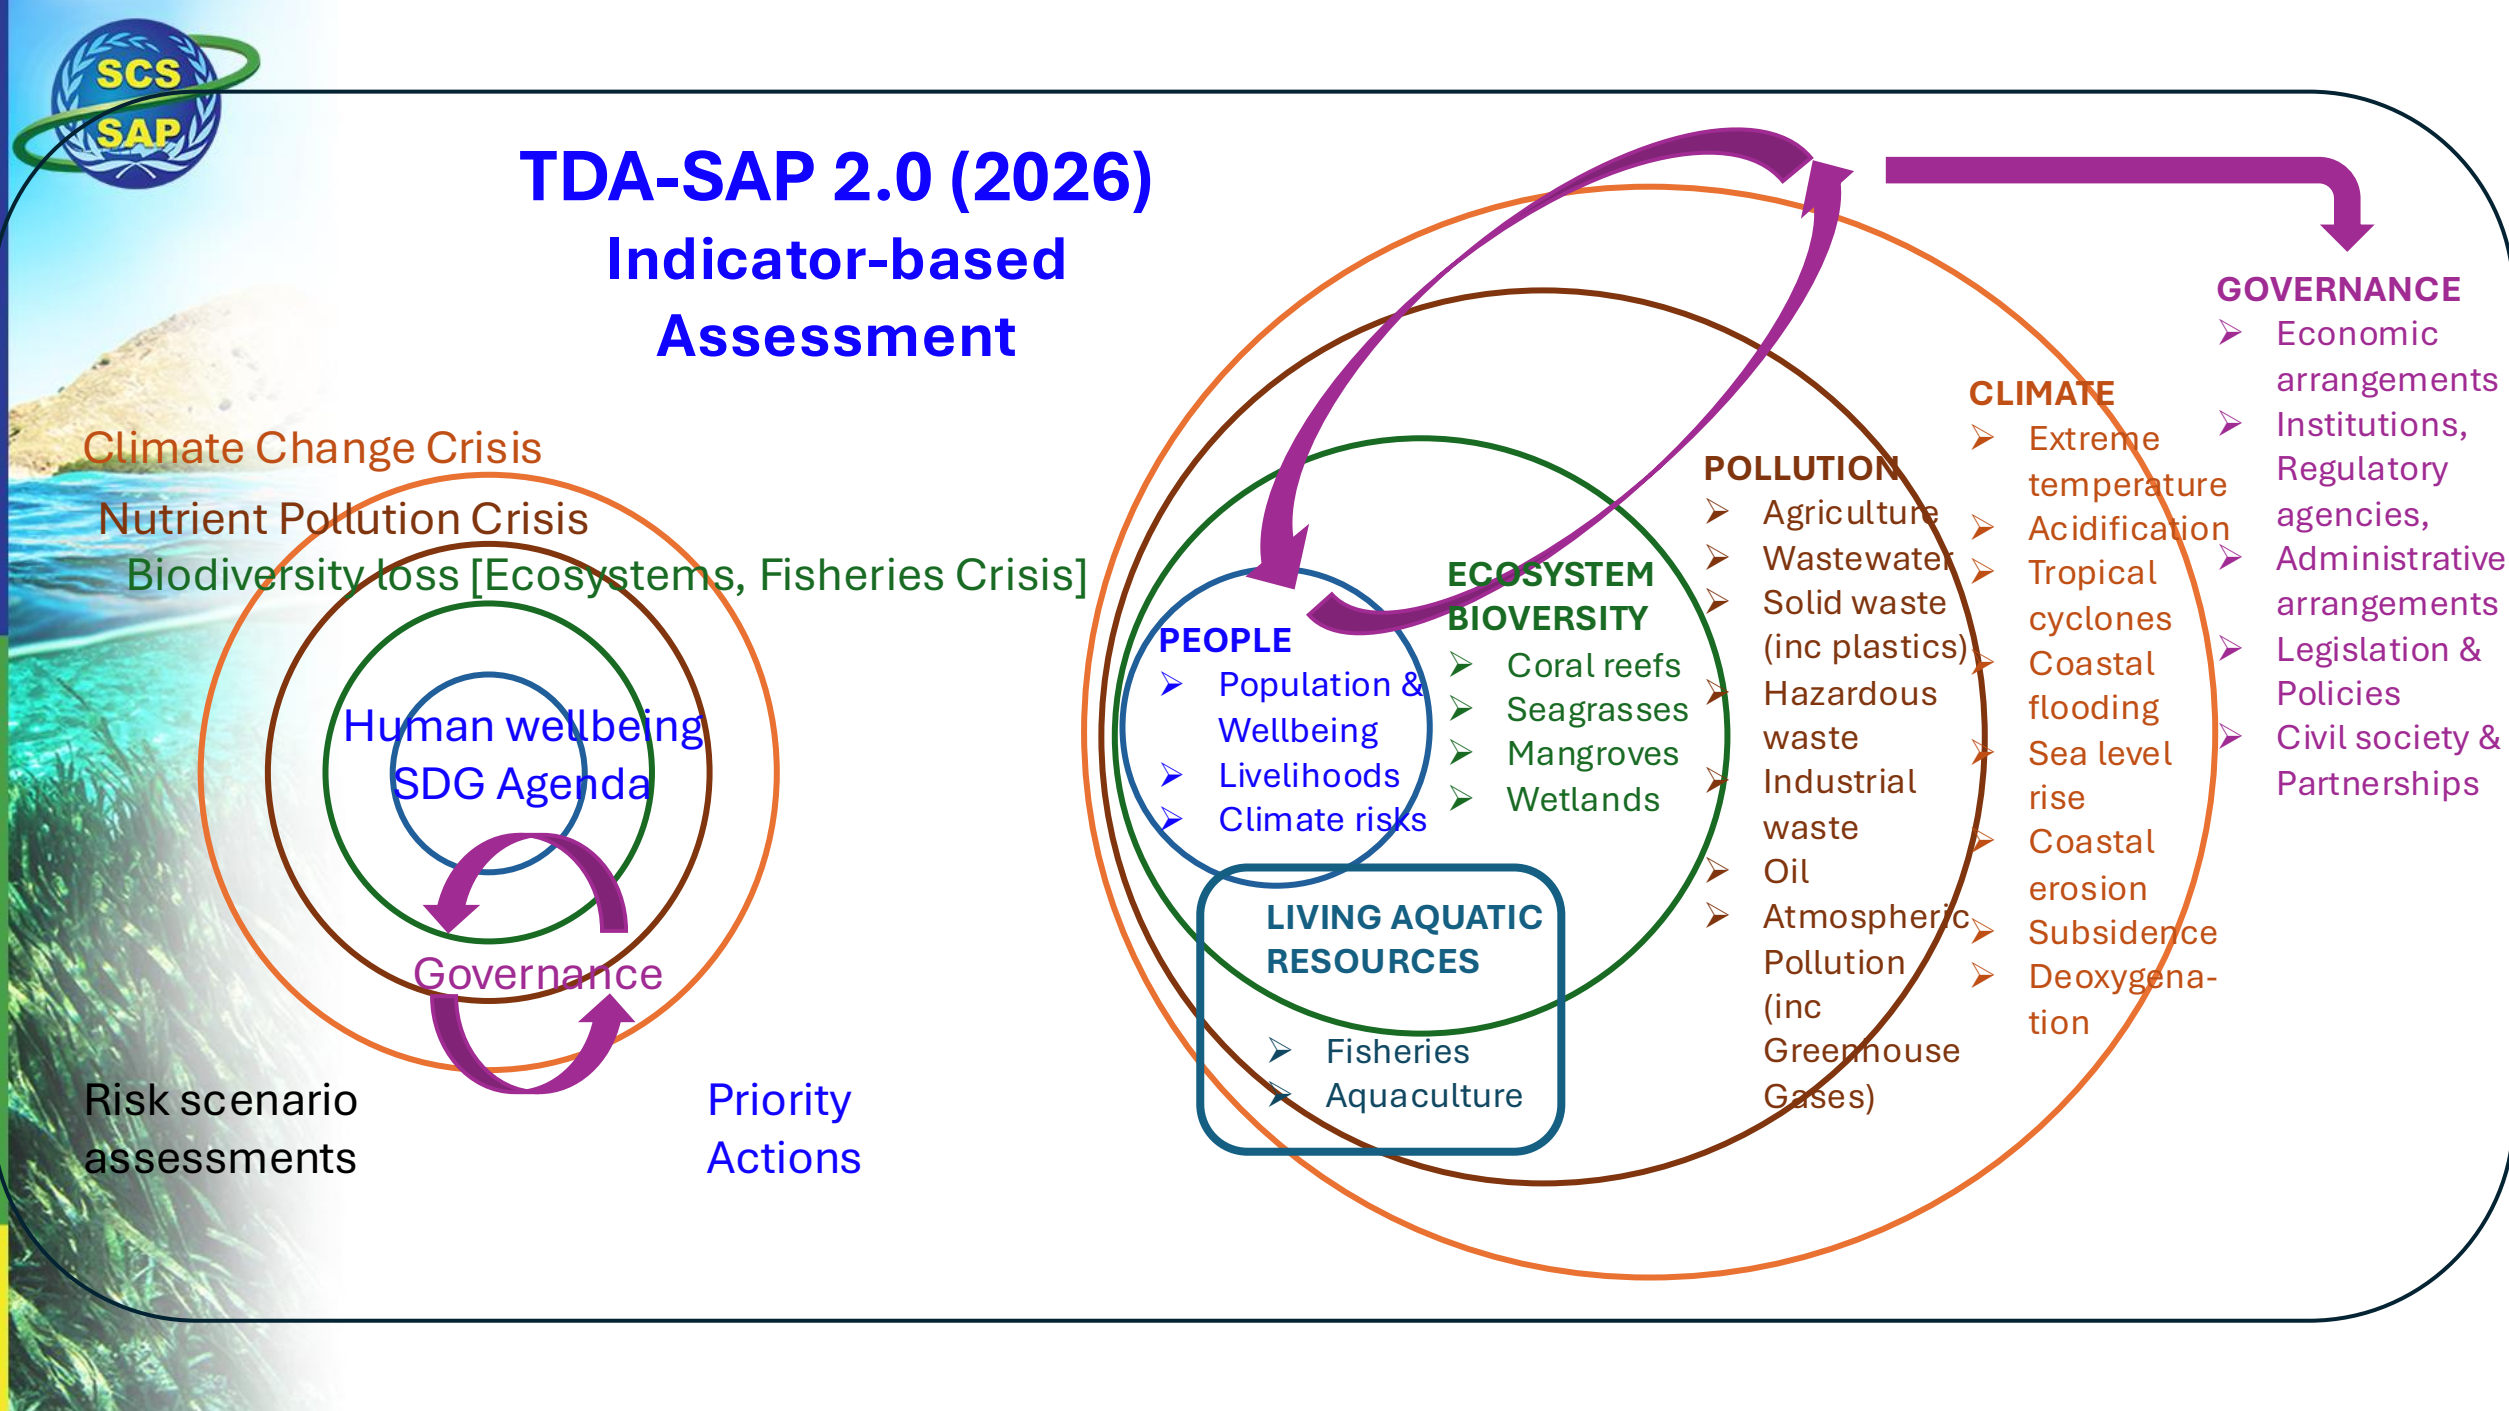 SCS
SAP
TDA-SAP 2.0 (2026)
Indicator-based
Assessment
Climate Change Crisis
Nutrient Pollution Crisis
Biodiversity loss [Ecosystems, Fisheries Crisis]
Human wellbeing
SDG Agenda
Governance
Risk scenario
assessments
Priority
Actions
PEOPLE
Population &
Wellbeing
Livelihoods
Climate risks
ECOSYSTEM
BIOVERSITY
Coral reefs
Seagrasses
Mangroves
Wetlands
LIVING AQUATIC
RESOURCES
Fisheries
Aquaculture
POLLUTION
Agriculture
Wastewater
Solid waste
(inc plastics)
Hazardous
waste
Industrial
waste
Oil
Atmospheric
Pollution
(inc
Greenhouse
Gases)
CLIMATE
Extreme
temperature
Acidification
Tropical
cyclones
Coastal
flooding
Sea level
rise
Coastal
erosion
Subsidence
Deoxygena-
tion
GOVERNANCE
Economic
arrangements
Institutions,
Regulatory
agencies,
Administrative
arrangements
Legislation &
Policies
Civil society &
Partnerships